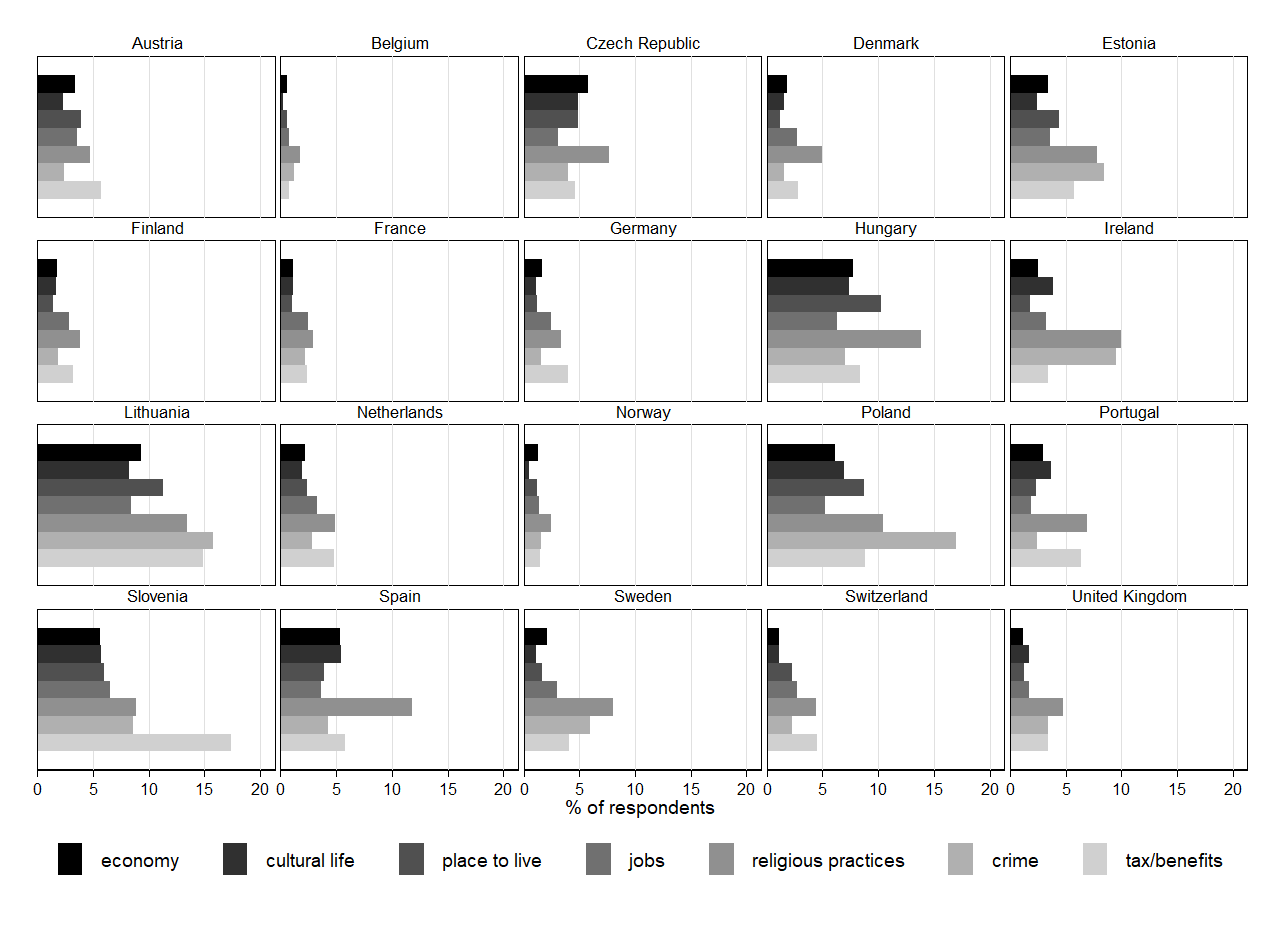 Austria Belgium Czech Republic Denmark Estonia
Finland France Germany Hungary Ireland
Lithuania Netherlands Norway Poland Portugal
Slovenia Spain Sweden Switzerland United Kingdom
0 5 10 15 20 0 5 10 15 20 0 5 10 15 20 0 5 10 15 20 0 5 10 15 20
% of respondents
economy cultural life place to live jobs religious practices crime tax/benefits